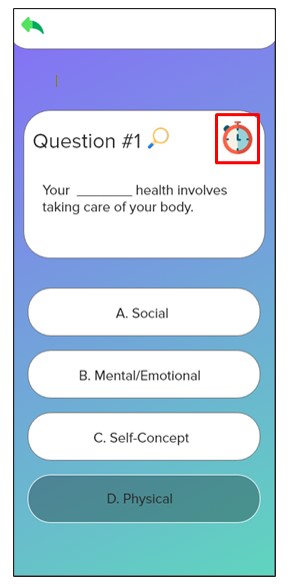 Question #1
Your ________ health involves
taking care of your body.
A. Social
B. Mental/Emotional
C. Self-Concept
D. Physical